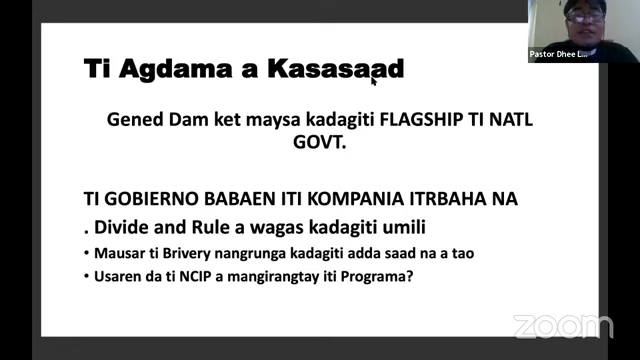 Pastor Dhee L...
Ti Agdama a Kasasaad
Gened Dam ket maysa kadagiti FLAGSHIP TI NATL
GOVT.
TI GOBIERNO BABAEN ITI KOMPANIA ITRBAHA NA
. Divide and Rule a wagas kadagiti umili
• Mausar ti Brivery nangrunga kadagiti adda saad na a tao
• Usaren da ti NCIP a mangirangtay iti Programa?
zoom